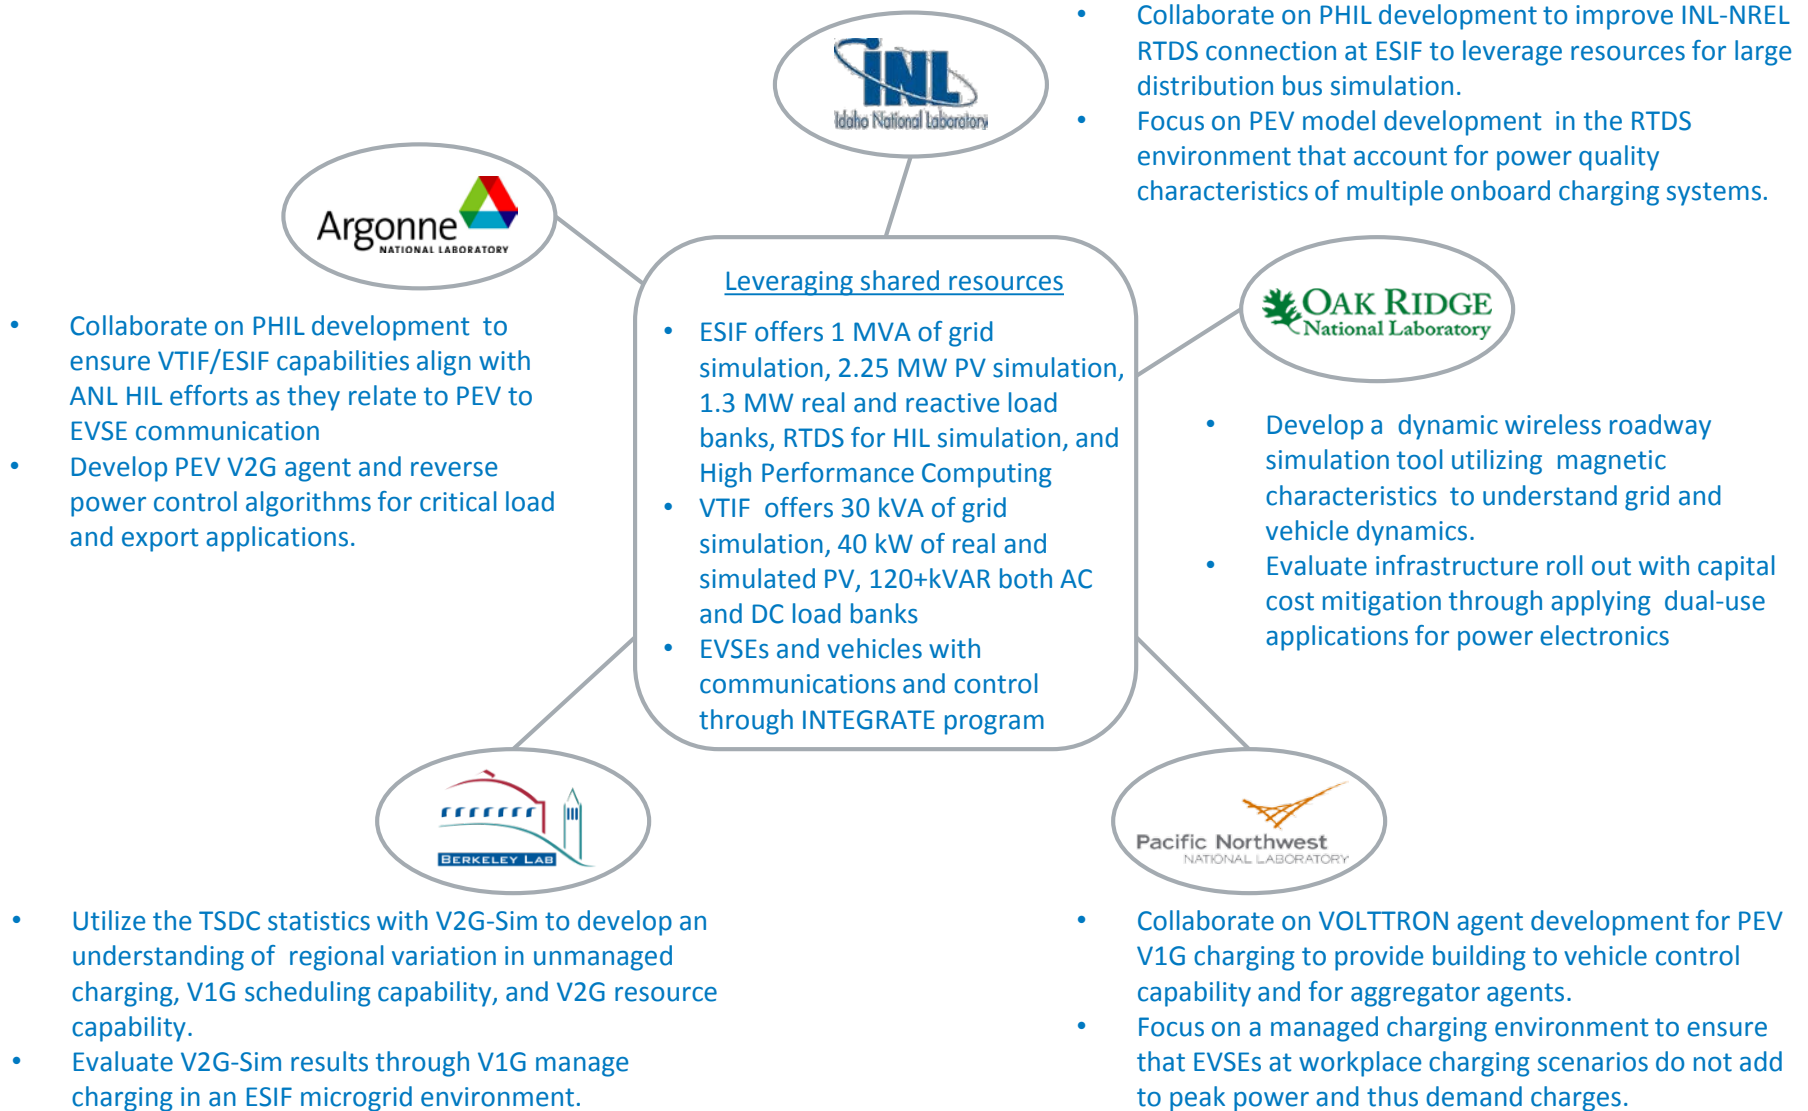 INL
Idaho National Laboratory
• Collaborate on PHIL development to improve INL-NREL
RTDS connection at ESIF to leverage resources for large
distribution bus simulation.
• Focus on PEV model development in the RTDS
environment that account for power quality
characteristics of multiple onboard charging systems.
Argonne
NATIONAL LABORATORY
• Collaborate on PHIL development to
ensure VTIF/ESIF capabilities align with
ANL HIL efforts as they relate to PEV to
EVSE communication
• Develop PEV V2G agent and reverse
power control algorithms for critical load
and export applications.
Leveraging shared resources
• ESIF offers 1 MVA of grid
simulation, 2.25 MW PV simulation,
1.3 MW real and reactive load
banks, RTDS for HIL simulation, and
High Performance Computing
• VTIF offers 30 kVA of grid
simulation, 40 kW of real and
simulated PV, 120+kVAR both AC
and DC load banks
• EVSEs and vehicles with
communications and control
through INTEGRATE program
OAK RIDGE
National Laboratory
• Develop a dynamic wireless roadway
simulation tool utilizing magnetic
characteristics to understand grid and
vehicle dynamics.
• Evaluate infrastructure roll out with capital
cost mitigation through applying dual-use
applications for power electronics
BERKELEY LAB
• Utilize the TSDC statistics with V2G-Sim to develop an
understanding of regional variation in unmanaged
charging, V1G scheduling capability, and V2G resource
capability.
• Evaluate V2G-Sim results through V1G manage
charging in an ESIF microgrid environment.
Pacific Northwest
NATIONAL LABORATORY
• Collaborate on VOLTTRON agent development for PEV
V1G charging to provide building to vehicle control
capability and for aggregator agents.
• Focus on a managed charging environment to ensure
that EVSEs at workplace charging scenarios do not add
to peak power and thus demand charges.